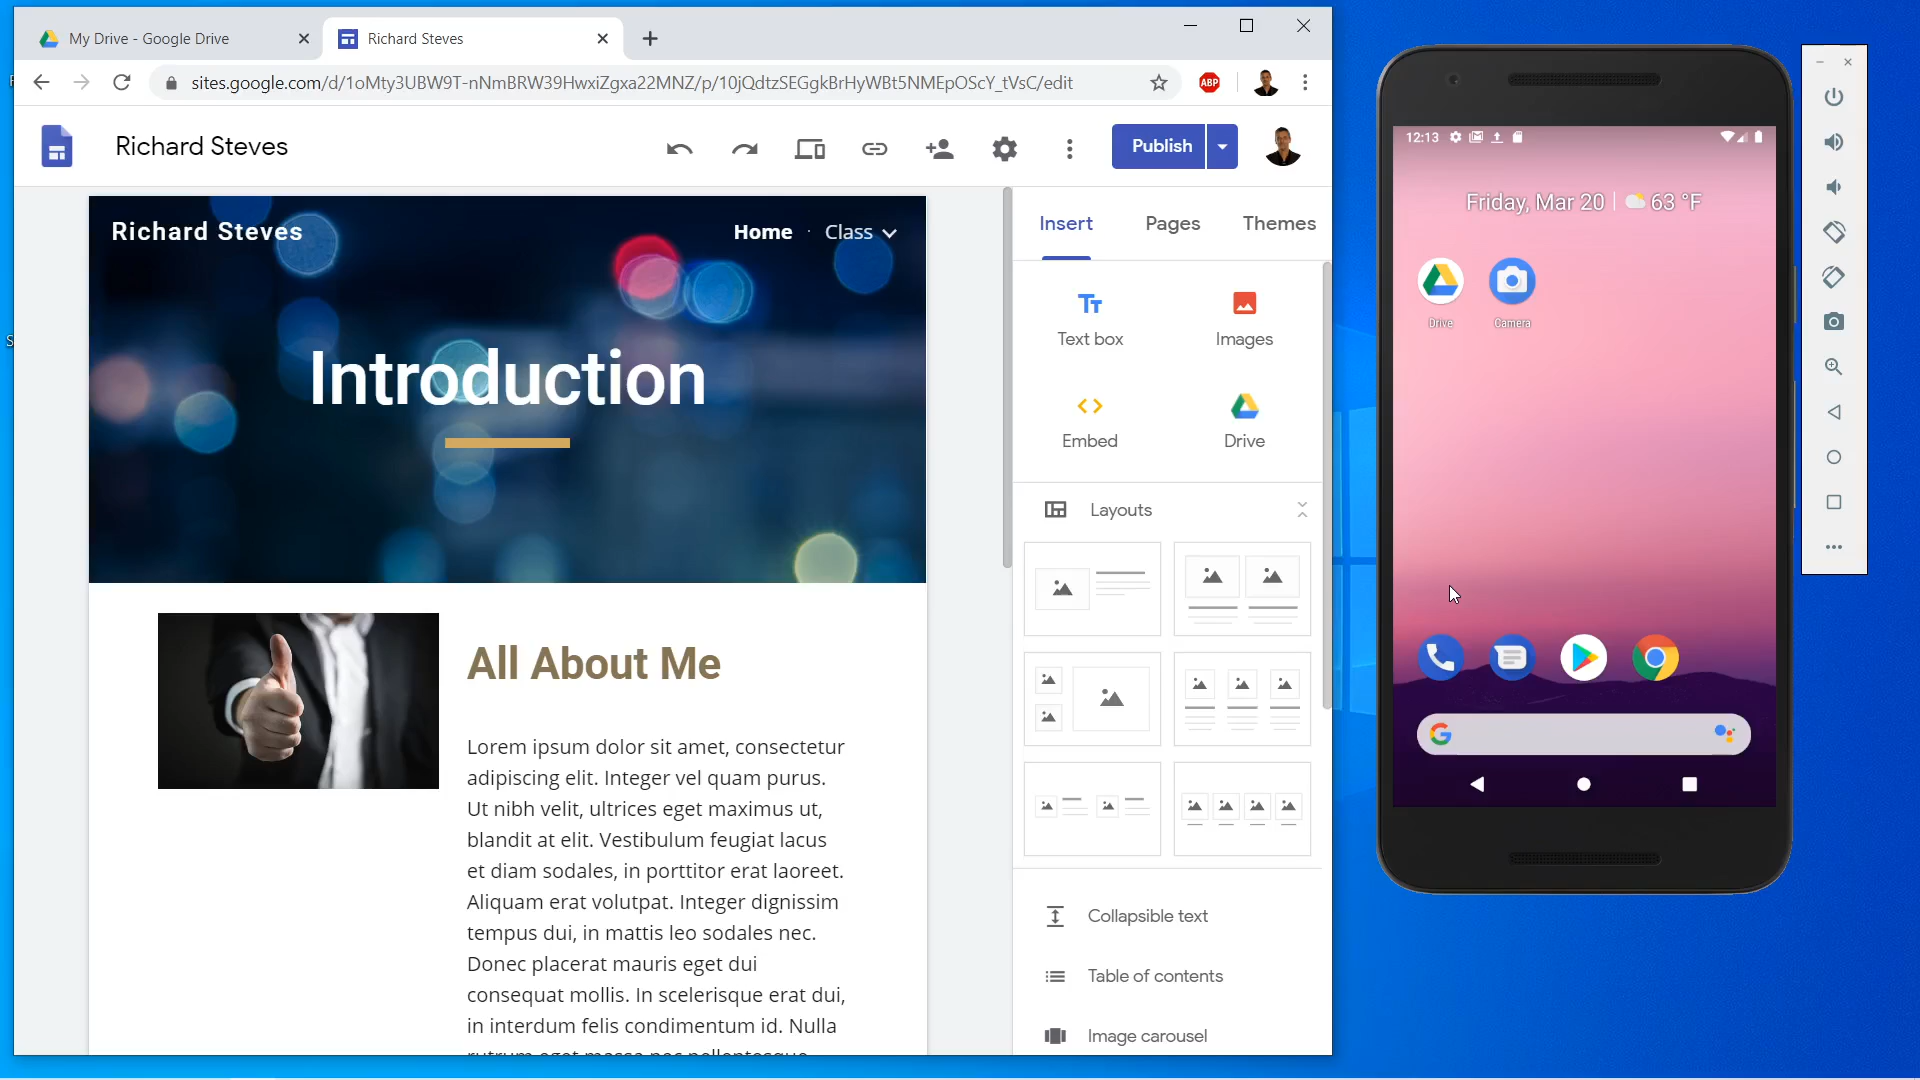 My Drive - Google Drive
Richard Steves
sites.google.com/d/1oMty3UBW9T-nNmBRW39HwxiZgxa22MNZ/p/10jQdtzSEGgkBrHyWBt5NMEpOScY_tVsC/edit
ABP
Richard Steves
Publish
Richard Steves
Home · Class
Introduction
All About Me
Lorem ipsum dolor sit amet, consectetur
adipiscing elit. Integer vel quam purus.
Ut nibh velit, ultrices eget maximus ut,
blandit at elit. Vestibulum feugiat lacus
et diam sodales, in porttitor erat laoreet.
Aliquam erat volutpat. Integer dignissim
tempus dui, in mattis leo sodales nec.
Donec placerat mauris eget dui
consequat mollis. In scelerisque erat dui,
in interdum felis condimentum id. Nulla
Insert
Pages
Themes
Text box
Images
Embed
Drive
Layouts
Collapsible text
Table of contents
Image carousel
12:13
Friday, Mar 20 | 63 °F
Drive
Camera